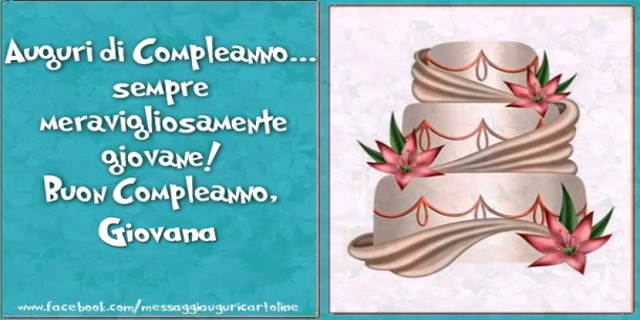 Auguri di Compleanno...
sempre
meravigliosamente
giovane!
Buon Compleanno,
Giovana
www.facebook.com/messaggiauguricartoline